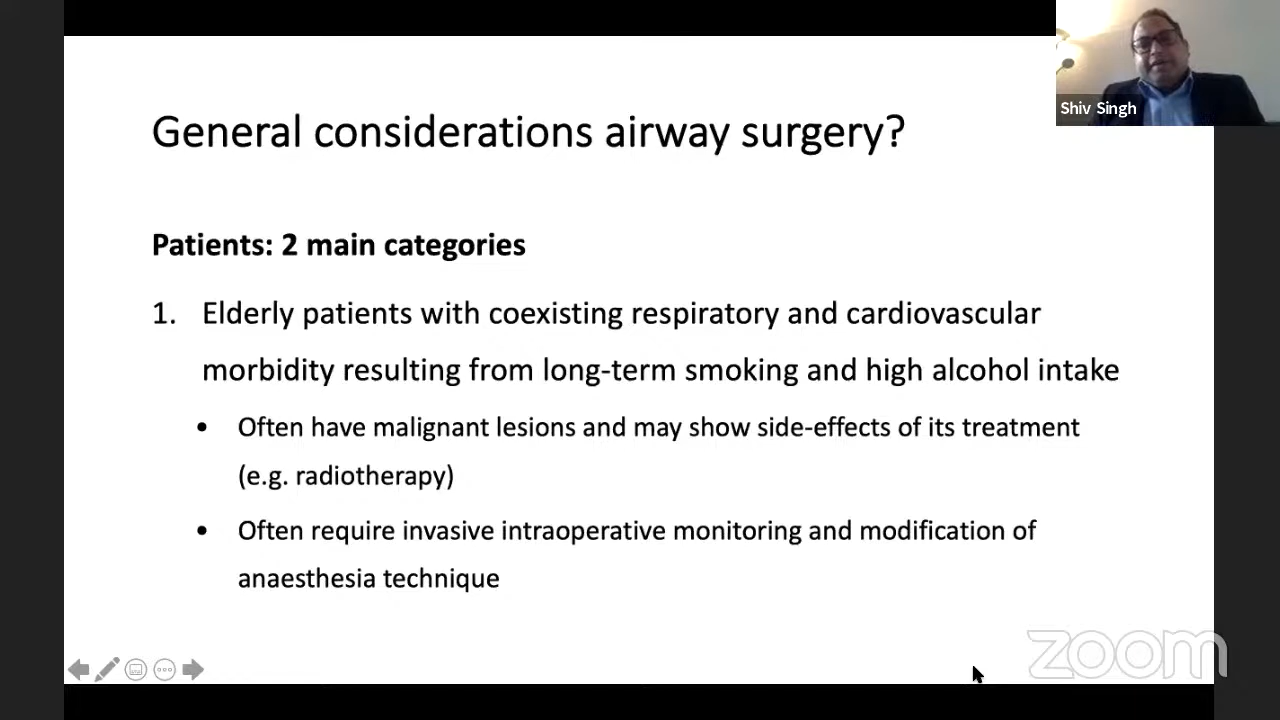 Shiv Singh
General considerations airway surgery?
Patients: 2 main categories
1. Elderly patients with coexisting respiratory and cardiovascular
morbidity resulting from long-term smoking and high alcohol intake
• Often have malignant lesions and may show side-effects of its treatment
(e.g. radiotherapy)
• Often require invasive intraoperative monitoring and modification of
anaesthesia technique
zoom